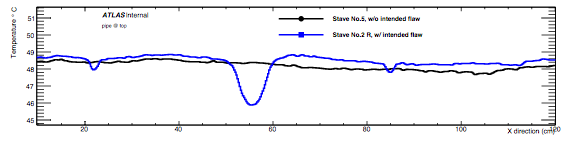 ATLAS Internal
pipe @ top
Stave No.5, w/o intended flaw
Stave No.2 R, w/ intended flaw
Temperature ° C
51
50
49
48
47
46
45
20
40
60
80
100
120
X direction (cm)